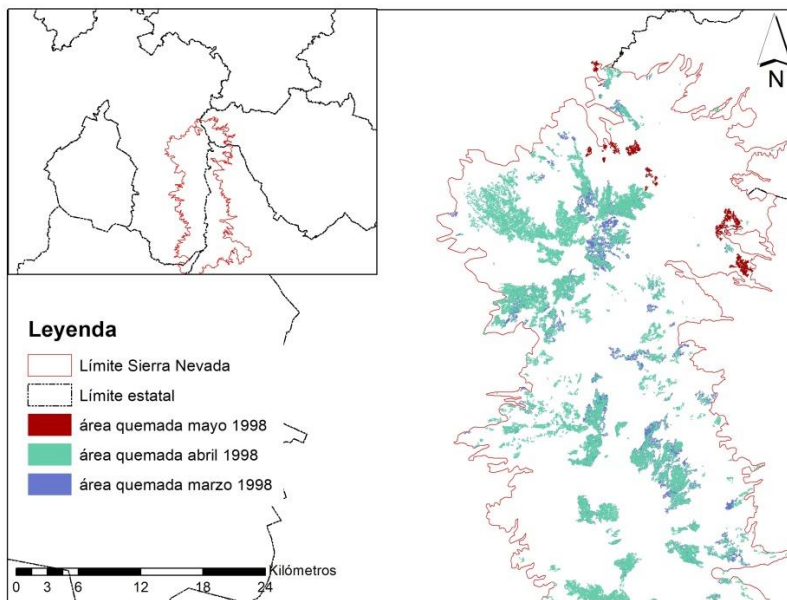 N
Leyenda
Límite Sierra Nevada
Límite estatal
área quemada mayo 1998
área quemada abril 1998
área quemada marzo 1998
Kilómetros
0 3 6 12 18 24